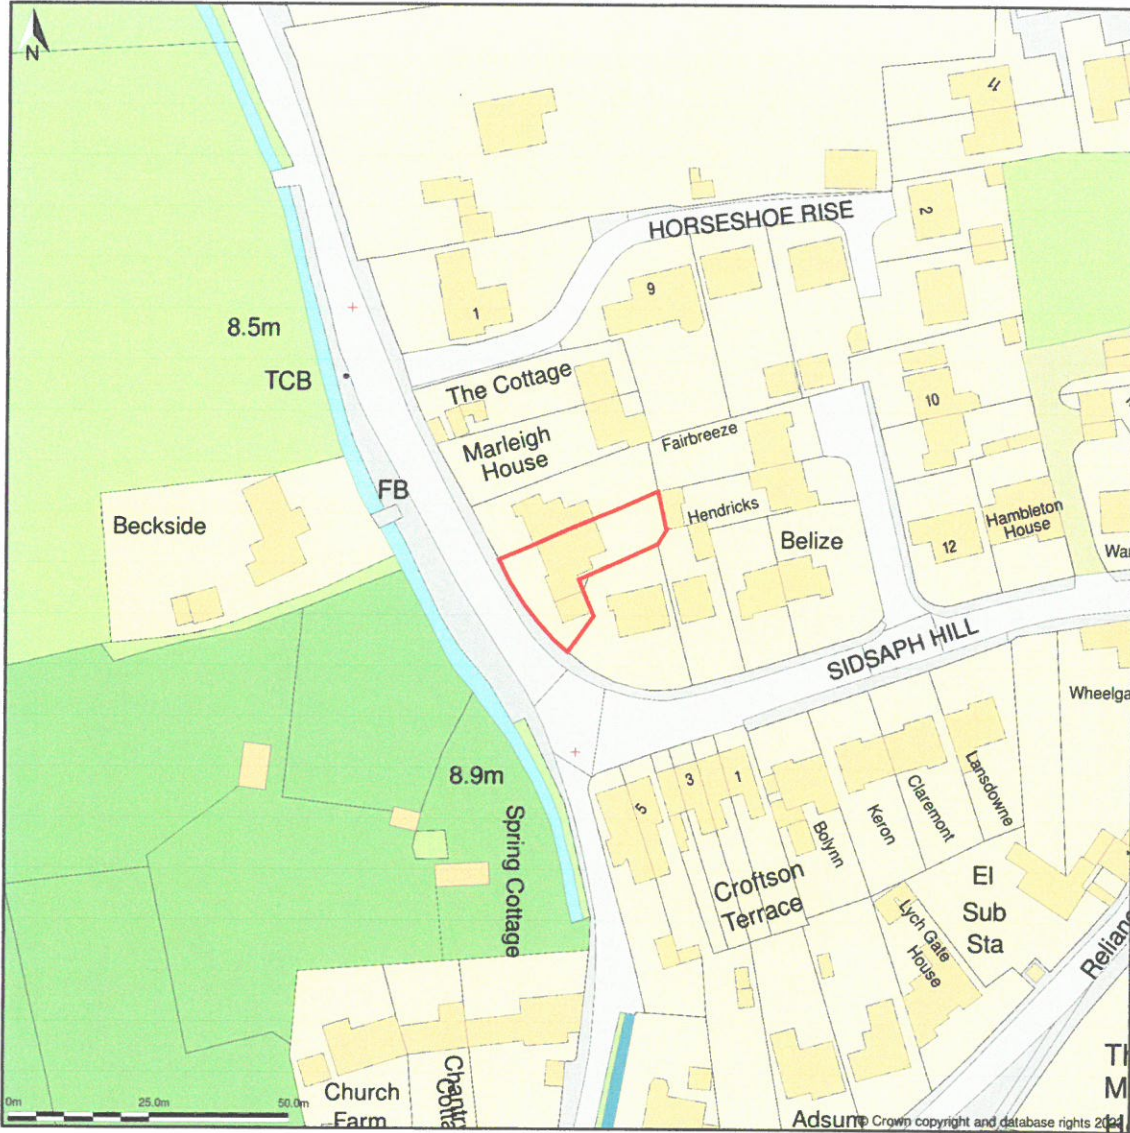 N
4
HORSESHOE RISE
2
9
1
8.5m
TCB
The Cottage
10
Marleigh
House
Fairbreeze
FB
Beckside
Hendricks
Belize
Hambleton
House
12
SIDSAPH HILL
8.9m
Spring Cottage
5
3
1
Bolynn
Keron
Claremont
Lansdowne
Croftson
Terrace
El
Sub
Sta
Lych Gate
House
Church
Farm
0m
25.0m
50.0m
Adsum
© Crown copyright and database rights